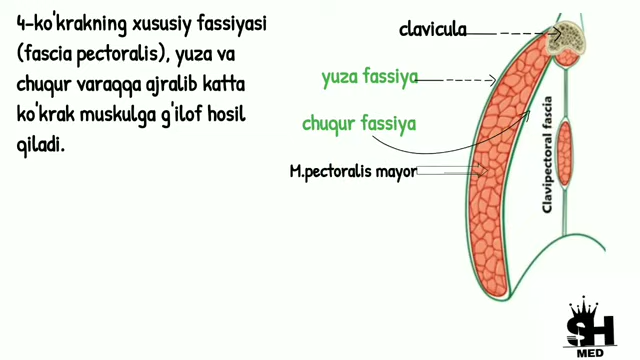 4-ko'krakning xususiy fassiyasi
(fascia pectoralis), yuza va
chuqur varaqqa ajralib katta
ko'krak muskulga g'ilof hosil
qiladi.
clavicula
yuza fassiya
chuqur fassiya
M.pectoralis mayor
Clavipectoral fascia
SH
MED